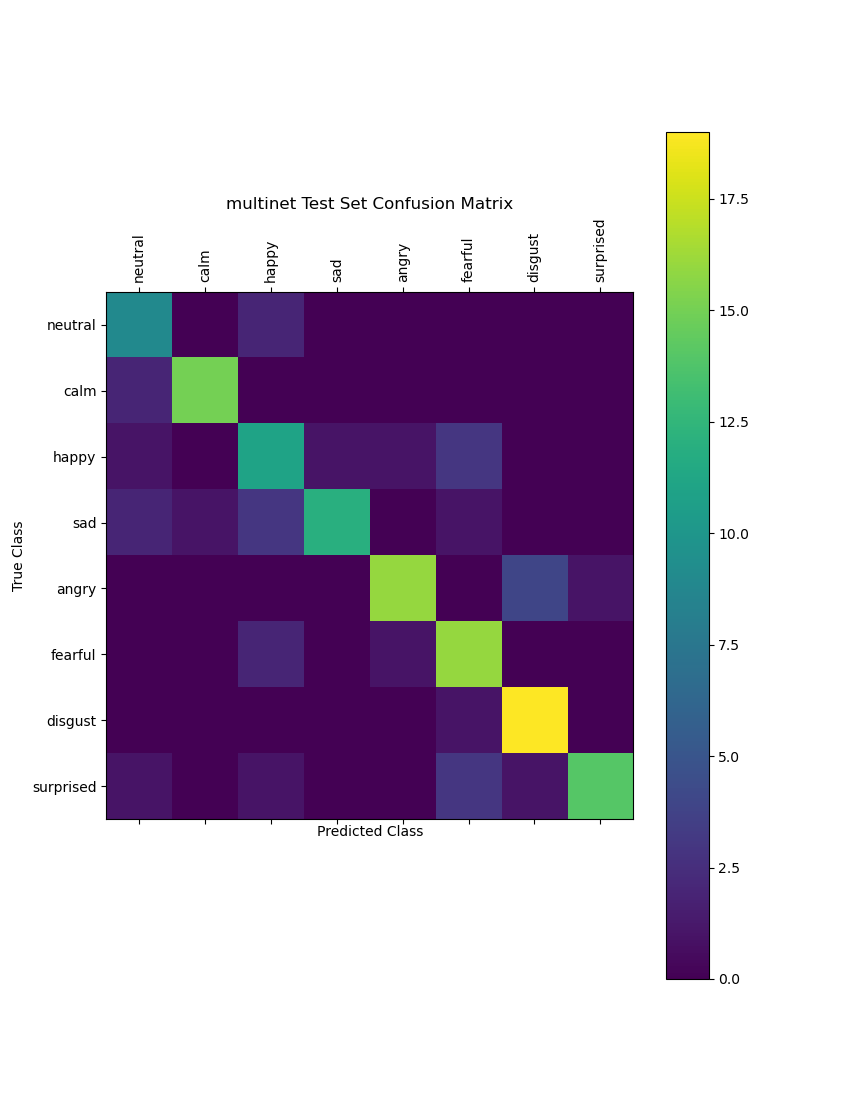 multinet Test Set Confusion Matrix
neutral
calm
happy
sad
angry
fearful
disgust
surprised
True Class
neutral
calm
happy
sad
angry
fearful
disgust
surprised
Predicted Class
17.5
15.0
12.5
10.0
7.5
5.0
2.5
0.0